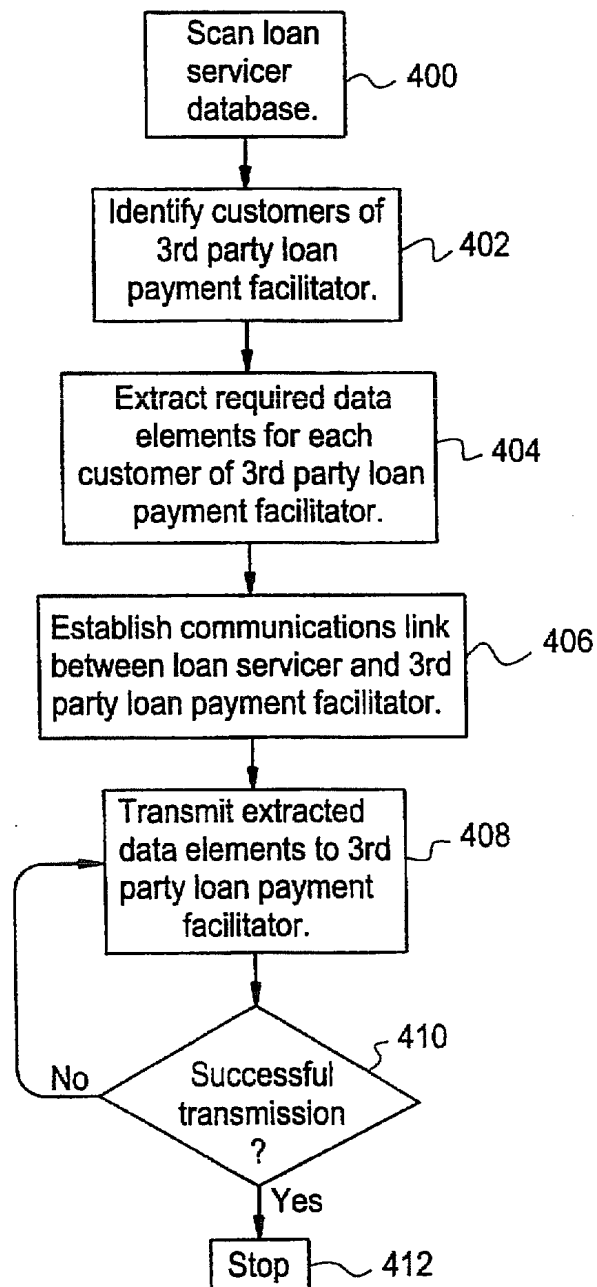 Scan loan
servicer
database.
400
Identify customers of
3rd party loan
payment facilitator.
402
Extract required data
elements for each
customer of 3rd party loan
payment facilitator.
404
Establish communications link
between loan servicer and 3rd
party loan payment facilitator.
406
Transmit extracted
data elements to 3rd
party loan payment
facilitator.
408
Successful
transmission
?
410
No
Yes
Stop
412